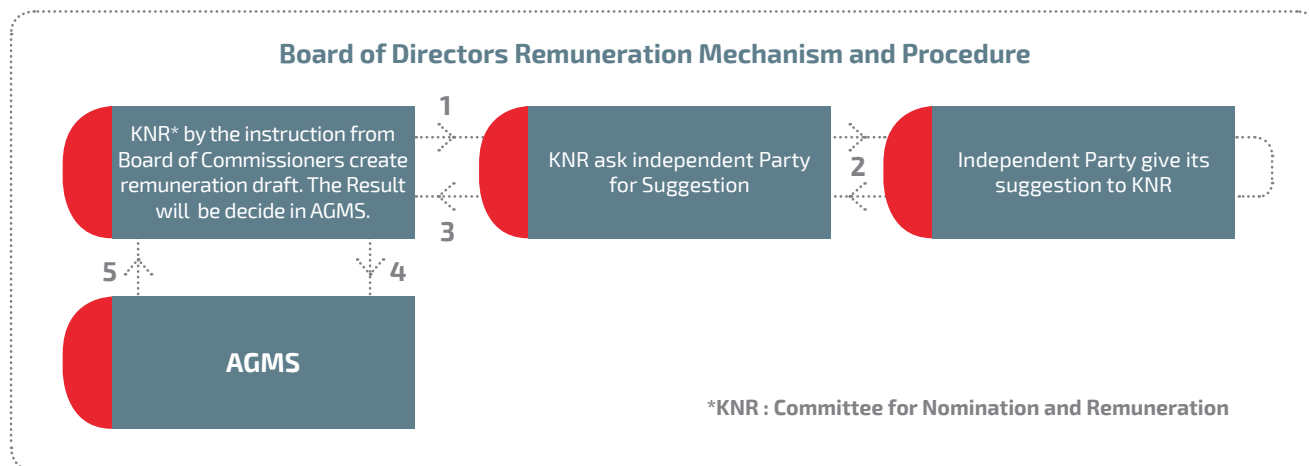 Board of Directors Remuneration Mechanism and Procedure
KNR* by the instruction from
Board of Commissioners create
remuneration draft. The Result
will be decide in AGMS.
1
3
KNR ask independent Party
for Suggestion
2
Independent Party give its
suggestion to KNR
5
4
AGMS
*KNR : Committee for Nomination and Remuneration